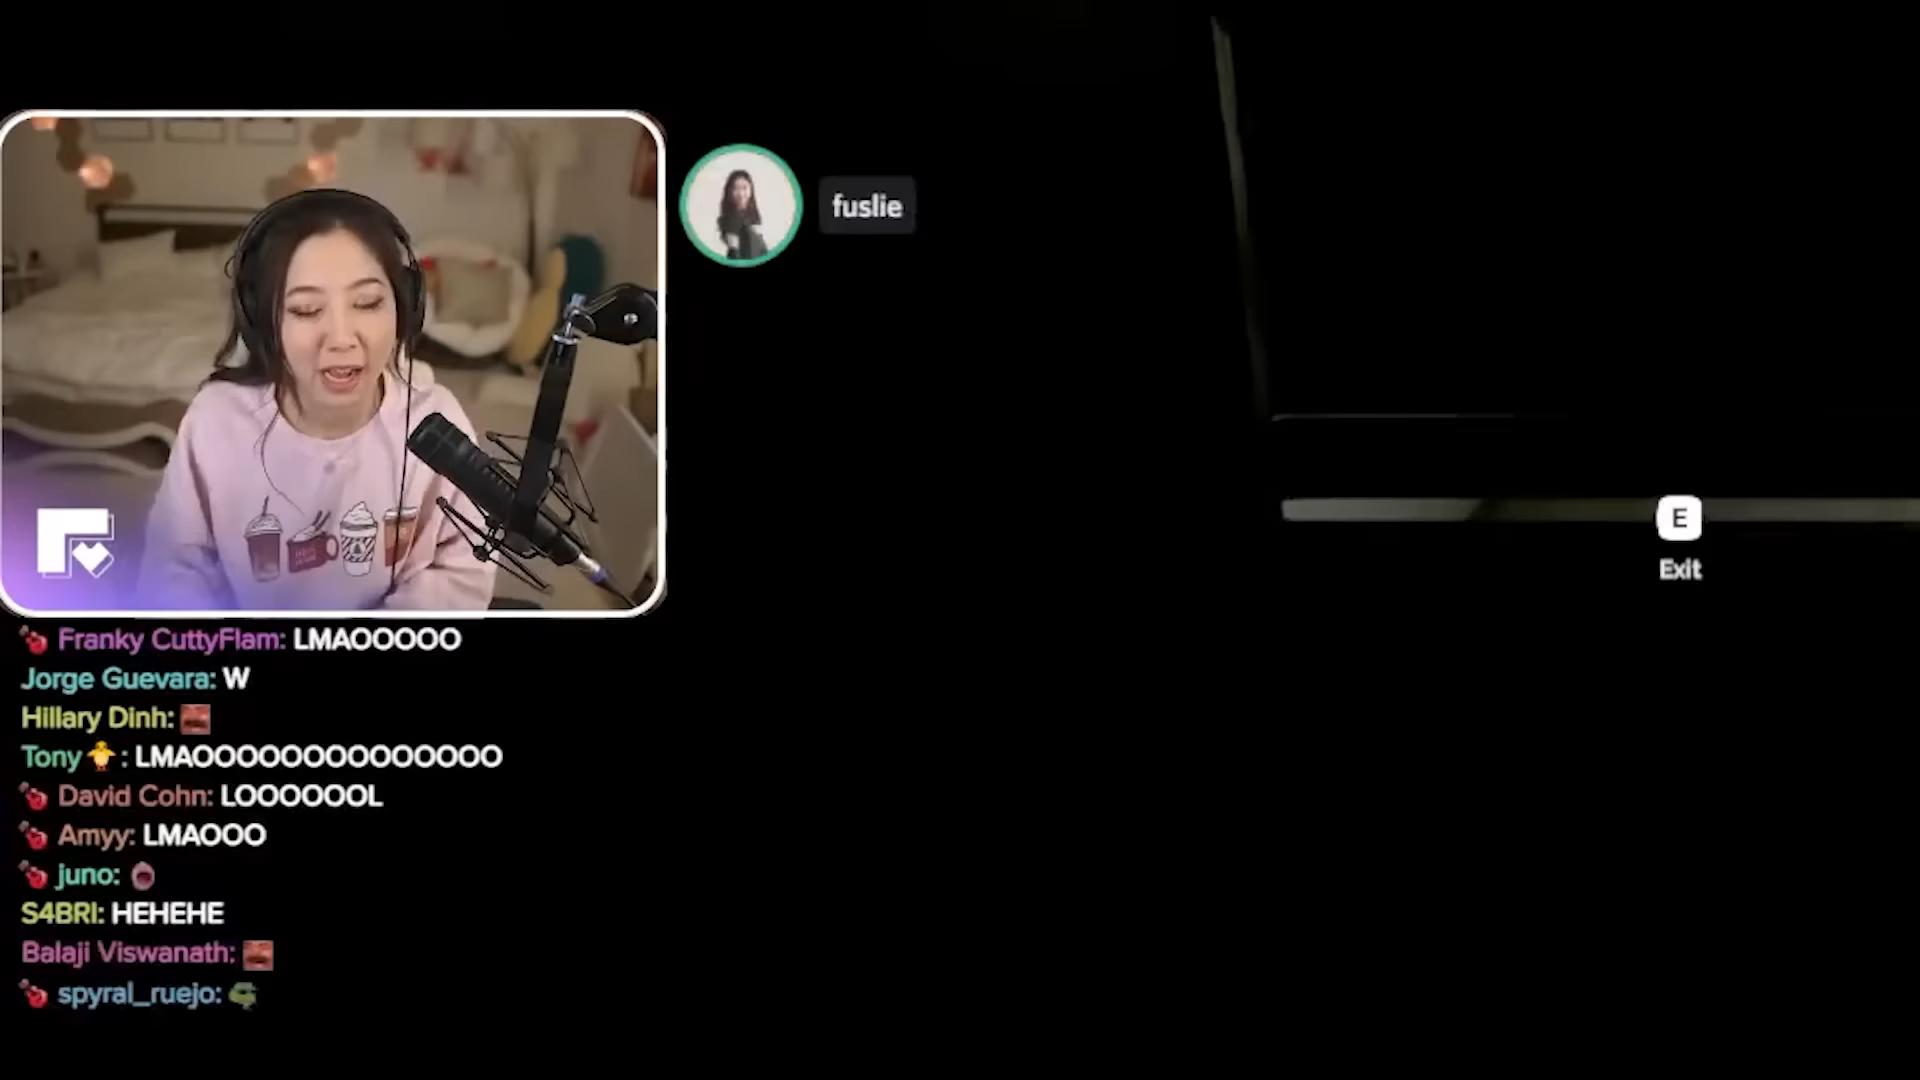 fuslie
E
Exit
Franky CuttyFlam: LMAOOOOO
Jorge Guevara: W
Hillary Dinh:
Tony🐥: LMAOOOOOOOOOOOOOOO
David Cohn: LOOOOOOL
Amyy: LMAOOO
juno:
S4BRI: HEHEHE
Balaji Viswanath:
spyral_ruejo: